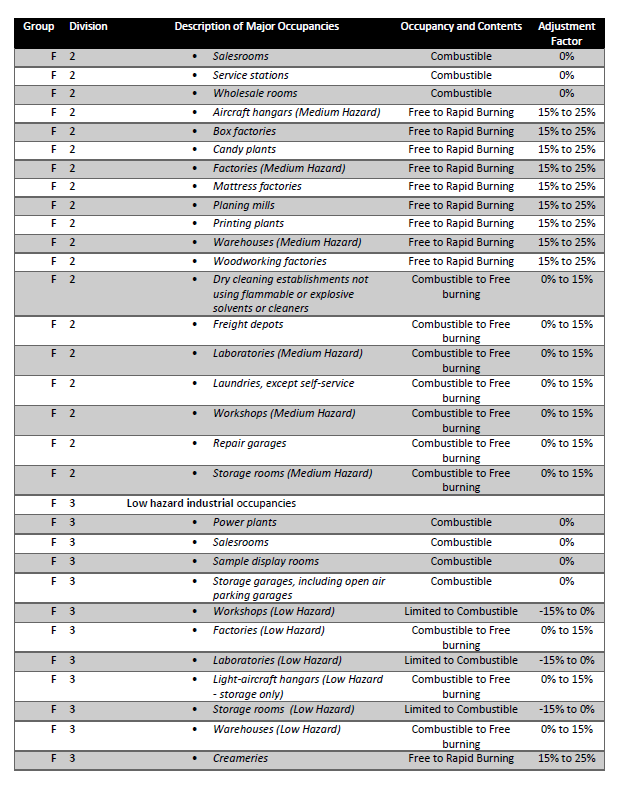 Group Division Description of Major Occupancies Occupancy and Contents Adjustment
Factor
F 2 • Salesrooms Combustible 0%
F 2 • Service stations Combustible 0%
F 2 • Wholesale rooms Combustible 0%
F 2 • Aircraft hangars (Medium Hazard) Free to Rapid Burning 15% to 25%
F 2 • Box factories Free to Rapid Burning 15% to 25%
F 2 • Candy plants Free to Rapid Burning 15% to 25%
F 2 • Factories (Medium Hazard) Free to Rapid Burning 15% to 25%
F 2 • Mattress factories Free to Rapid Burning 15% to 25%
F 2 • Planing mills Free to Rapid Burning 15% to 25%
F 2 • Printing plants Free to Rapid Burning 15% to 25%
F 2 • Warehouses (Medium Hazard) Free to Rapid Burning 15% to 25%
F 2 • Woodworking factories Free to Rapid Burning 15% to 25%
F 2 • Dry cleaning establishments not Combustible to Free 0% to 15%
using flammable or explosive burning
solvents or cleaners
F 2 • Freight depots Combustible to Free 0% to 15%
burning
F 2 • Laboratories (Medium Hazard) Combustible to Free 0% to 15%
burning
F 2 • Laundries, except self-service Combustible to Free 0% to 15%
burning
F 2 • Workshops (Medium Hazard) Combustible to Free 0% to 15%
burning
F 2 • Repair garages Combustible to Free 0% to 15%
burning
F 2 • Storage rooms (Medium Hazard) Combustible to Free 0% to 15%
burning
F 3 Low hazard industrial occupancies
F 3 • Power plants Combustible 0%
F 3 • Salesrooms Combustible 0%
F 3 • Sample display rooms Combustible 0%
F 3 • Storage garages, including open air Combustible 0%
parking garages
F 3 • Workshops (Low Hazard) Limited to Combustible -15% to 0%
F 3 • Factories (Low Hazard) Combustible to Free 0% to 15%
burning
F 3 • Laboratories (Low Hazard) Limited to Combustible -15% to 0%
F 3 • Light-aircraft hangars (Low Hazard Combustible to Free 0% to 15%
- storage only) burning
F 3 • Storage rooms (Low Hazard) Limited to Combustible -15% to 0%
F 3 • Warehouses (Low Hazard) Combustible to Free 0% to 15%
burning
F 3 • Creameries Free to Rapid Burning 15% to 25%